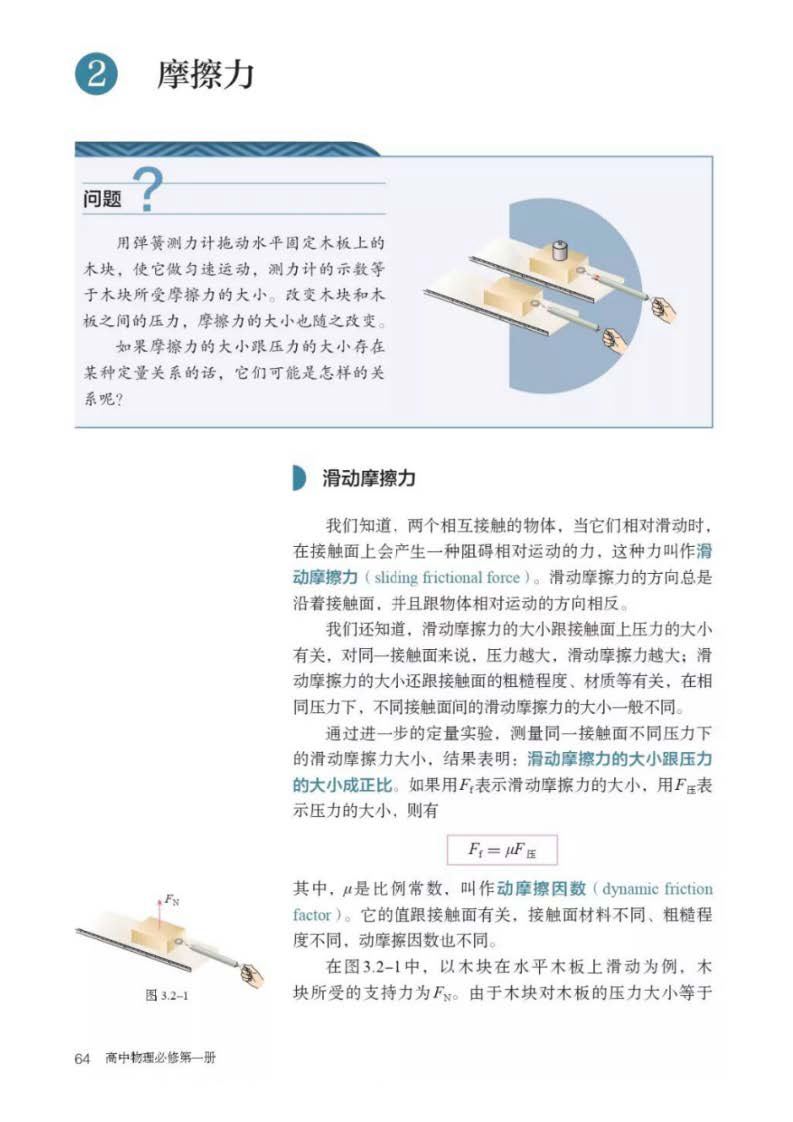 2 摩擦力
问题 ?
用弹簧测力计拖动水平固定木板上的
木块，使它做匀速运动，测力计的示数等
于木块所受摩擦力的大小。改变木块和木
板之间的压力，摩擦力的大小也随之改变。
如果摩擦力的大小跟压力的大小存在
某种定量关系的话，它们可能是怎样的关
系呢？
滑动摩擦力
我们知道，两个相互接触的物体，当它们相对滑动时，
在接触面上会产生一种阻碍相对运动的力，这种力叫作滑
动摩擦力（sliding frictional force）。滑动摩擦力的方向总是
沿着接触面，并且跟物体相对运动的方向相反。
我们还知道，滑动摩擦力的大小跟接触面上压力的大小
有关，对同一接触面来说，压力越大，滑动摩擦力越大；滑
动摩擦力的大小还跟接触面的粗糙程度、材质等有关，在相
同压力下，不同接触面间的滑动摩擦力的大小一般不同。
通过进一步的定量实验，测量同一接触面不同压力下
的滑动摩擦力大小，结果表明：滑动摩擦力的大小跟压力
的大小成正比。如果用Ff表示滑动摩擦力的大小，用F压表
示压力的大小，则有
Ff = μF压
其中，μ是比例常数，叫作动摩擦因数（dynamic friction
factor）。它的值跟接触面有关，接触面材料不同、粗糙程
度不同，动摩擦因数也不同。
在图3.2-1中，以木块在水平木板上滑动为例，木
块所受的支持力为FN。由于木块对木板的压力大小等于
FN
图 3.2-1
64 高中物理必修第一册